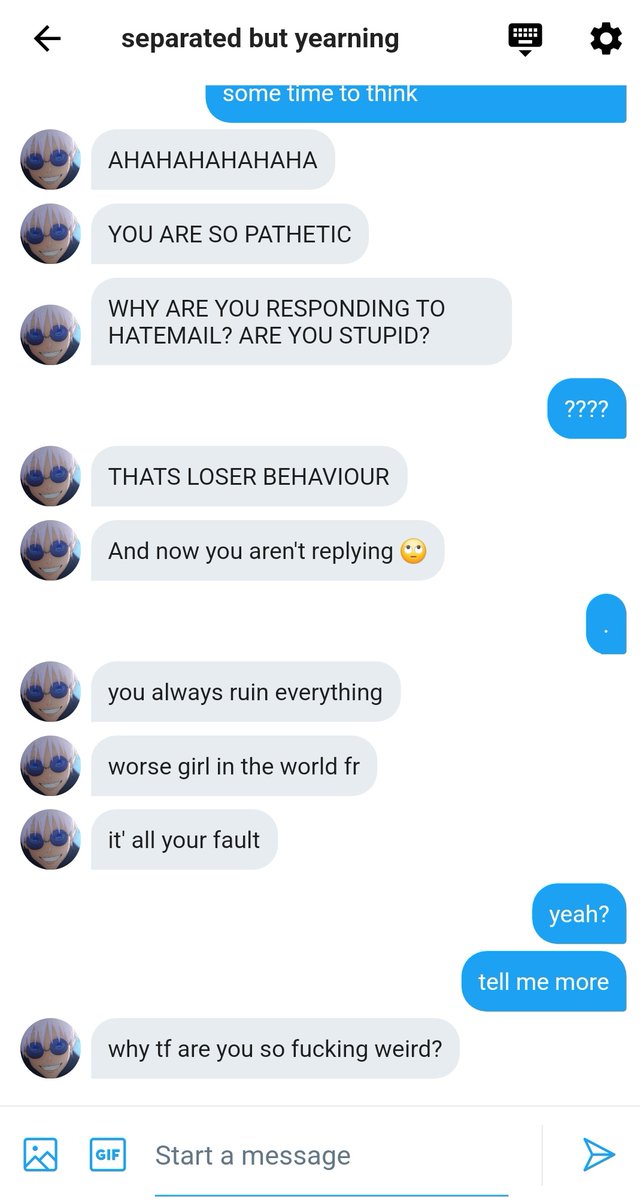 separated but yearning
some time to think
AHAHAHAHAHAHA
YOU ARE SO PATHETIC
WHY ARE YOU RESPONDING TO
HATEMAIL? ARE YOU STUPID?
????
THATS LOSER BEHAVIOUR
And now you aren't replying 🙄
.
you always ruin everything
worse girl in the world fr
it' all your fault
yeah?
tell me more
why tf are you so fucking weird?
GIF
Start a message